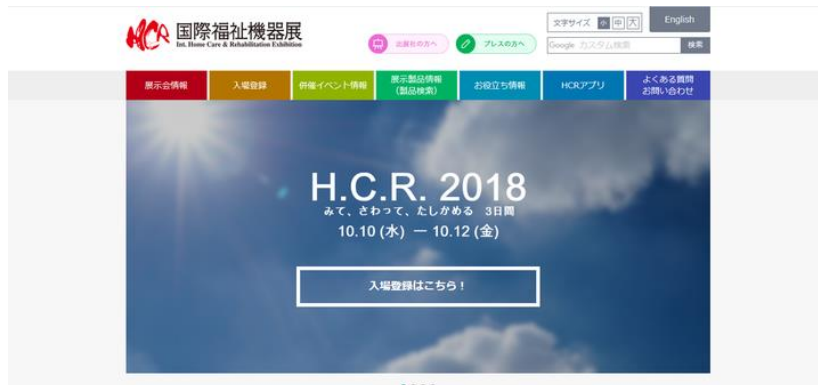 HCR 国際福祉機器展
Int. Home Care & Rehabilitation Exhibition
出展社の方へ
プレスの方へ
文字サイズ 小 中 大
English
Google カスタム検索
検索
展示会情報
入場登録
併催イベント情報
展示製品情報
(製品検索)
お役立ち情報
HCRアプリ
よくある質問
お問い合わせ
H.C.R. 2018
みて、さわって、たしかめる 3日間
10.10 (水) — 10.12 (金)
入場登録はこちら!